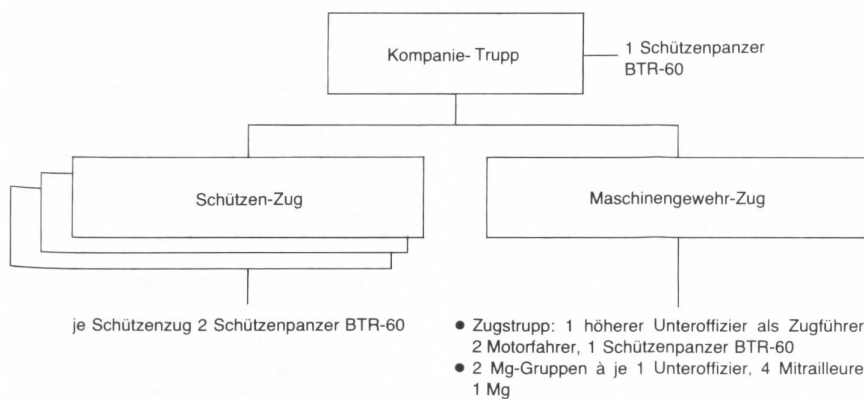 Kompanie- Trupp
1 Schützenpanzer
BTR-60
Schützen-Zug
Maschinengewehr-Zug
je Schützenzug 2 Schützenpanzer BTR-60
● Zugstrupp: 1 höherer Unteroffizier als Zugführer
2 Motorfahrer, 1 Schützenpanzer BTR-60
● 2 Mg-Gruppen à je 1 Unteroffizier, 4 Mitrailleure
1 Mg